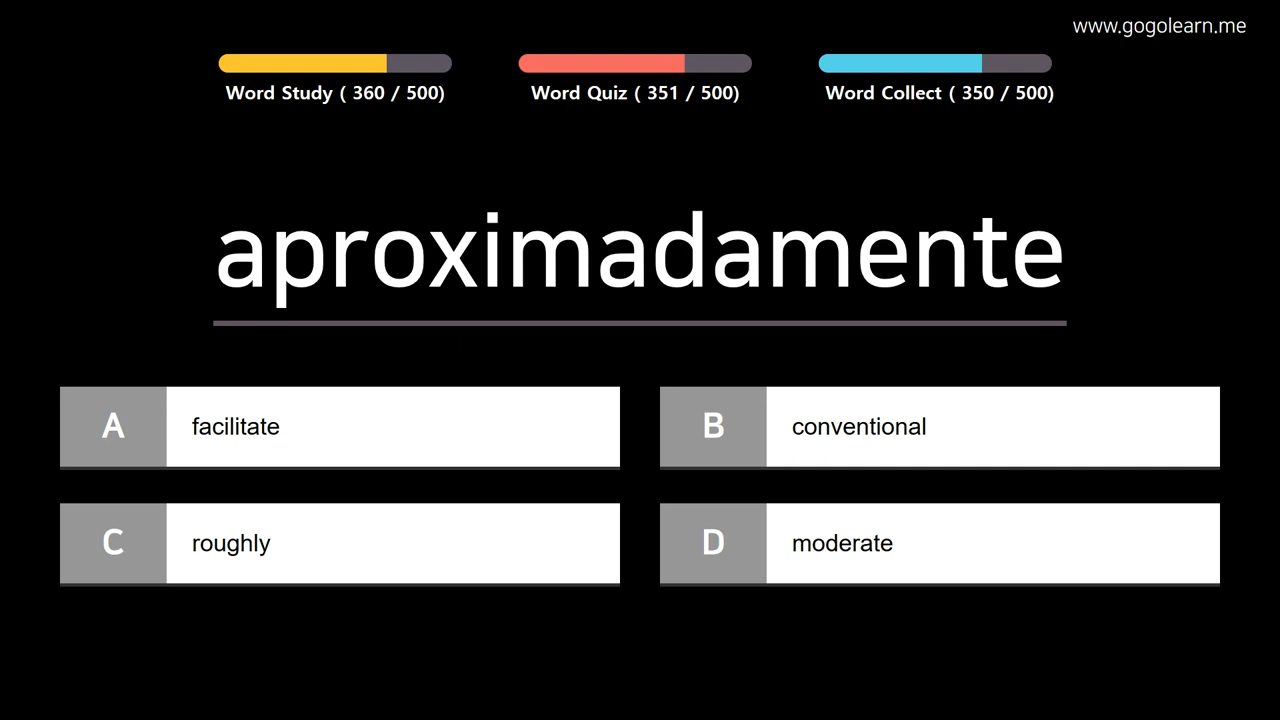 www.gogolearn.me
Word Study ( 360 / 500)
Word Quiz ( 351 / 500)
Word Collect ( 350 / 500)
aproximadamente
A facilitate
B conventional
C roughly
D moderate